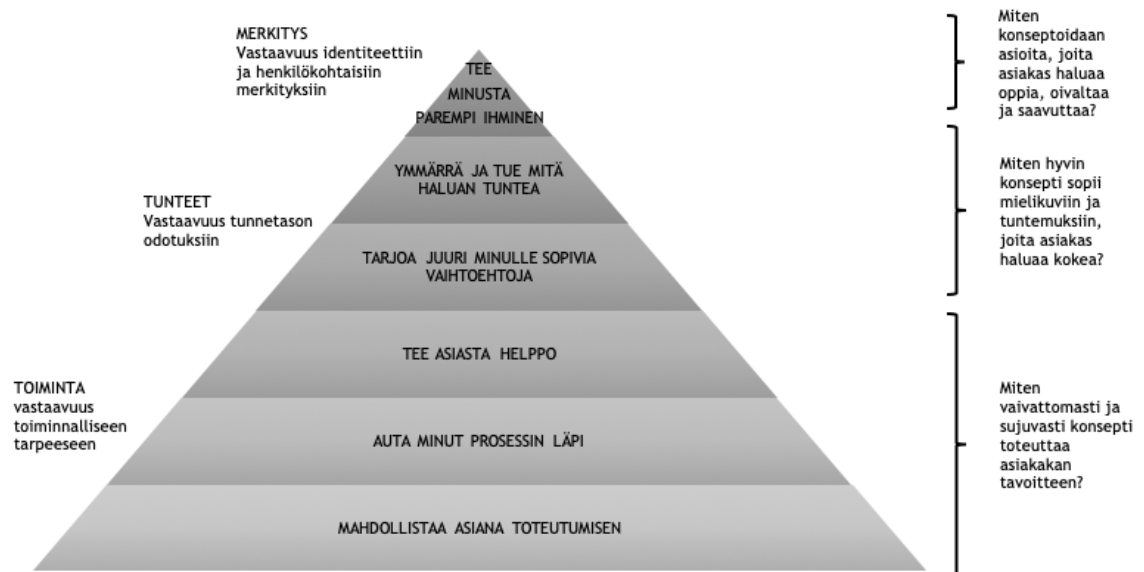 MERKITYS
Vastaavuus identiteettiin
ja henkilökohtaisiin
merkityksiin
TEE
MINUSTA
PAREMPI IHMINEN
Miten
konseptoidaan
asioita, joita
asiakas haluaa
oppia, oivaltaa
ja saavuttaa?
TUNTEET
Vastaavuus tunnetason
odotuksiin
YMMÄRRÄ JA TUE MITÄ
HALUAN TUNTEA
TARJOA JUURI MINULLE SOPIVIA
VAIHTOEHTOJA
Miten hyvin
konsepti sopii
mielikuviin ja
tuntemuksiin,
joita asiakas
haluaa kokea?
TOIMINTA
vastaavuus
toiminnalliseen
tarpeeseen
TEE ASIASTA HELPPO
AUTA MINUT PROSESSIN LÄPI
MAHDOLLISTAA ASIANA TOTEUTUMISEN
Miten
vaivattomasti ja
sujuvasti konsepti
toteuttaa
asiakakan
tavoitteen?